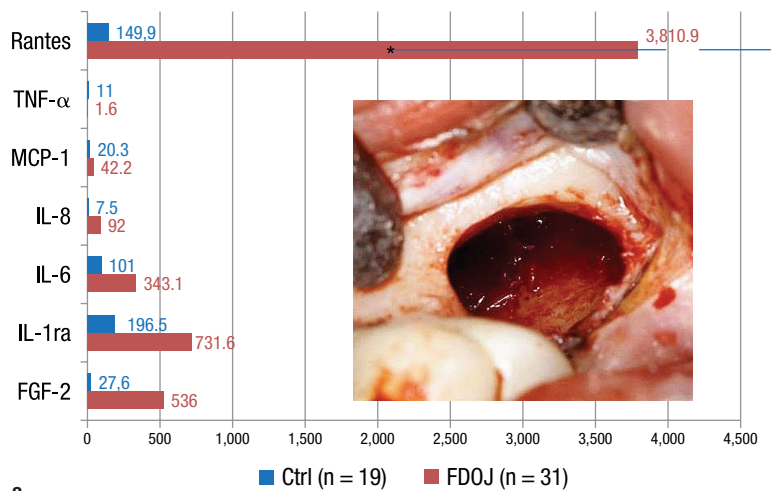 Rantes 149,9 3,810.9
*
TNF-α 11 1.6
MCP-1 20.3 42.2
IL-8 7.5 92
IL-6 101 343.1
IL-1ra 196.5 731.6
FGF-2 27,6 536
0 500 1,000 1,500 2,000 2,500 3,000 3,500 4,000 4,500
Ctrl (n = 19) FDOJ (n = 31)